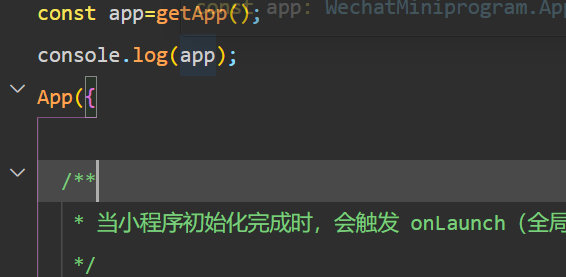 const app: WechatMiniprogram.App
const app=getApp();
console.log(app);
App({
/**
* 当小程序初始化完成时，会触发 onLaunch（全局
*/